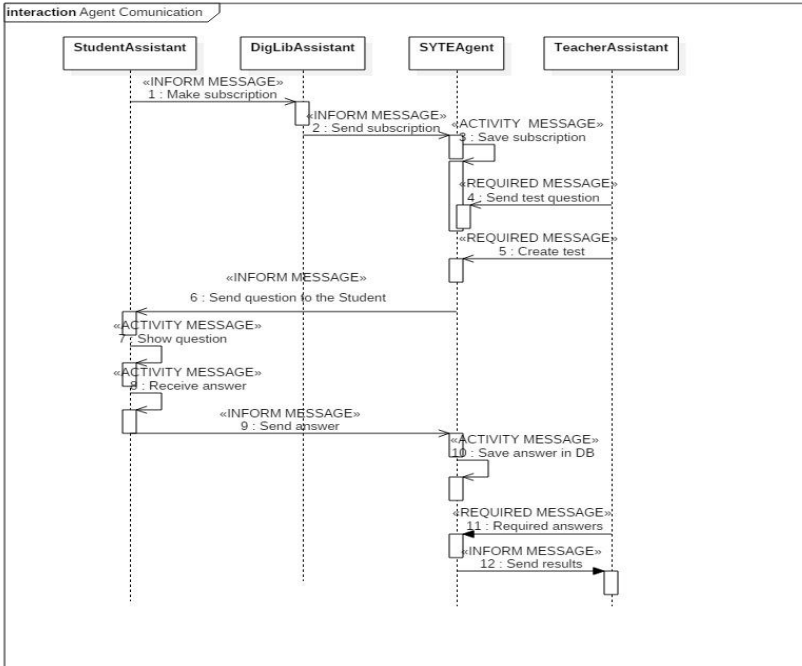 interaction Agent Comunication
StudentAssistant
DigLibAssistant
SYTEAgent
TeacherAssistant
«INFORM MESSAGE»
1 : Make subscription
«INFORM MESSAGE»
2 : Send subscription
«ACTIVITY MESSAGE»
3 : Save subscription
«REQUIRED MESSAGE»
4 : Send test question
«REQUIRED MESSAGE»
5 : Create test
«INFORM MESSAGE»
6 : Send question to the Student
«ACTIVITY MESSAGE»
7 : Show question
«ACTIVITY MESSAGE»
8 : Receive answer
«INFORM MESSAGE»
9 : Send answer
«ACTIVITY MESSAGE»
10 : Save answer in DB
«REQUIRED MESSAGE»
11 : Required answers
«INFORM MESSAGE»
12 : Send results